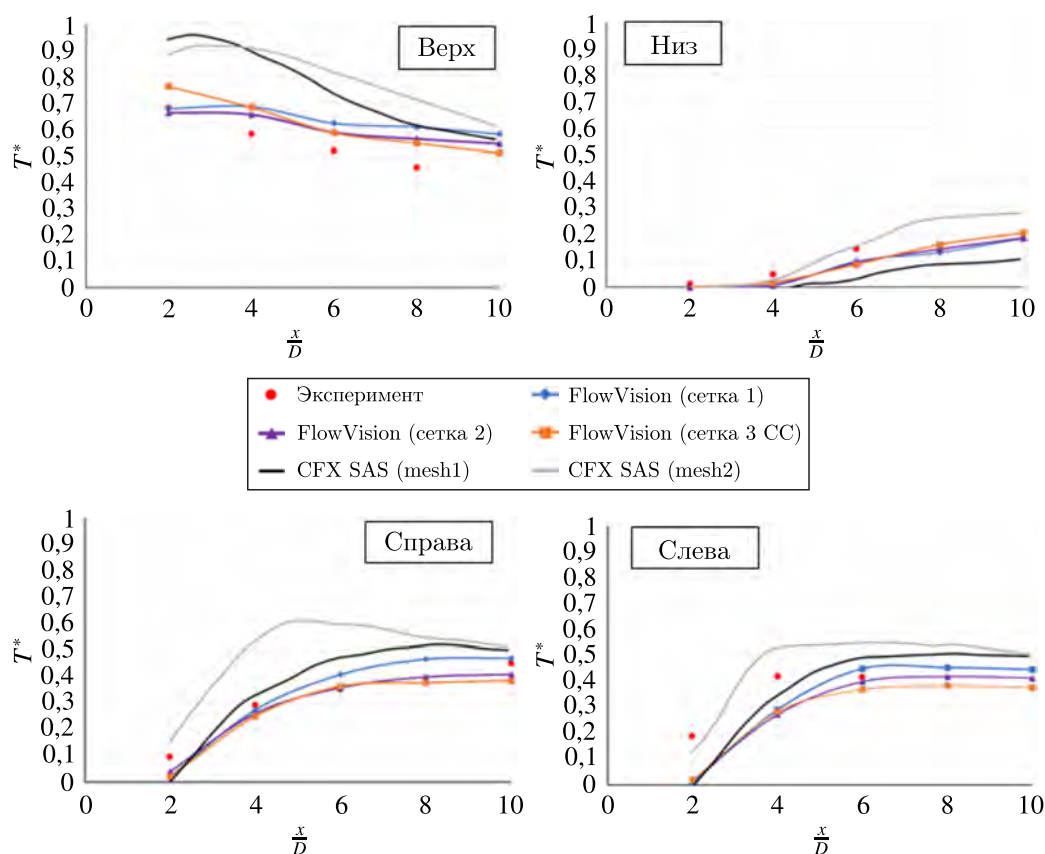 Верх
1
0,9
0,8
0,7
0,6
0,5
0,4
0,3
0,2
0,1
0
T*
0 2 4 6 8 10
x/D
Низ
1
0,9
0,8
0,7
0,6
0,5
0,4
0,3
0,2
0,1
0
T*
0 2 4 6 8 10
x/D
Эксперимент
FlowVision (сетка 1)
FlowVision (сетка 2)
FlowVision (сетка 3 CC)
CFX SAS (mesh1)
CFX SAS (mesh2)
Справа
1
0,9
0,8
0,7
0,6
0,5
0,4
0,3
0,2
0,1
0
T*
0 2 4 6 8 10
x/D
Слева
1
0,9
0,8
0,7
0,6
0,5
0,4
0,3
0,2
0,1
0
T*
0 2 4 6 8 10
x/D